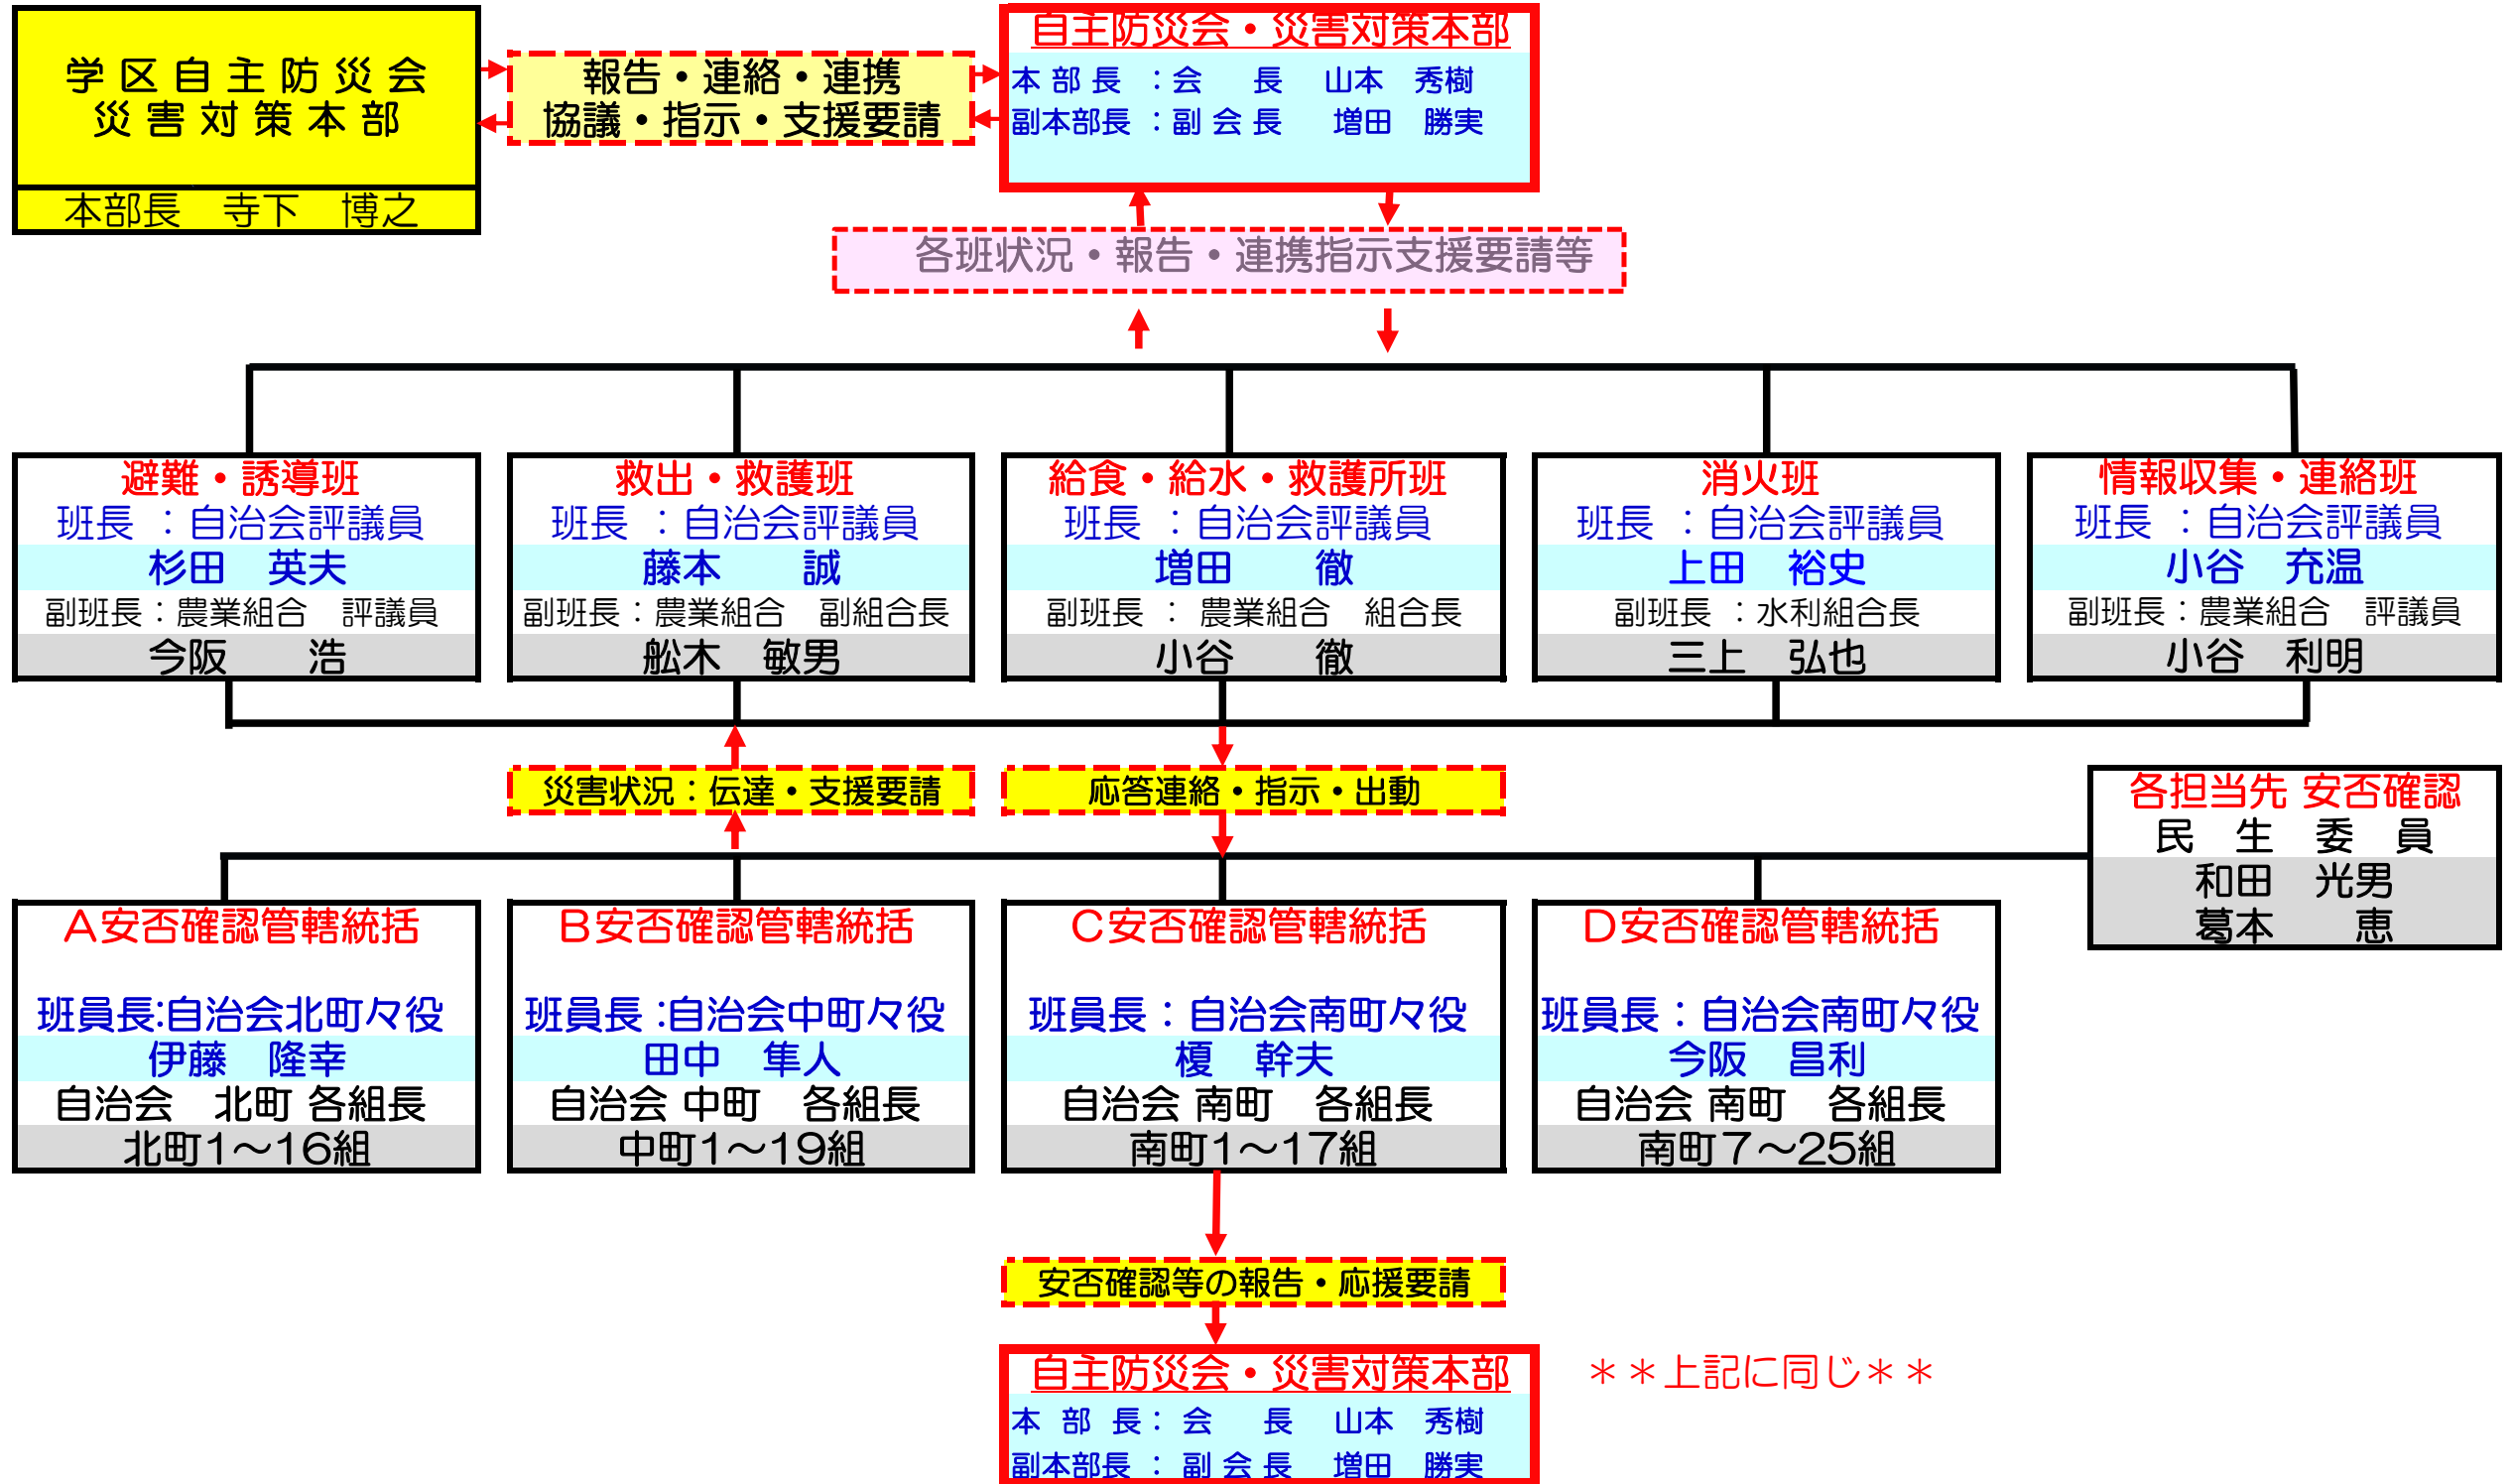 学区自主防災会
災害対策本部
本部長　寺下　博之
報告・連絡・連携
協議・指示・支援要請
自主防災会・災害対策本部
本 部 長 ：会　　長　山本　秀樹
副本部長 ：副 会 長　増田　勝実
各班状況・報告・連携指示支援要請等
避難・誘導班
班長 ：自治会評議員
杉田　英夫
副班長：農業組合　評議員
今阪　　浩
救出・救護班
班長 ：自治会評議員
藤本　　誠
副班長：農業組合　副組合長
舩木　敏男
給食・給水・救護所班
班長 ：自治会評議員
増田　　徹
副班長 ： 農業組合　組合長
小谷　　徹
消火班
班長 ：自治会評議員
上田　裕史
副班長 ：水利組合長
三上　弘也
情報収集・連絡班
班長 ：自治会評議員
小谷　充温
副班長：農業組合　評議員
小谷　利明
災害状況：伝達・支援要請
応答連絡・指示・出動
各担当先 安否確認
民　生　委　員
和田　光男
葛本　　恵
Ａ安否確認管轄統括
班員長:自治会北町々役
伊藤　隆幸
自治会　北町 各組長
北町１～１６組
Ｂ安否確認管轄統括
班員長：自治会中町々役
田中　隼人
自治会 中町　各組長
中町１～１９組
Ｃ安否確認管轄統括
班員長：自治会南町々役
榎　幹夫
自治会 南町　各組長
南町１～１７組
Ｄ安否確認管轄統括
班員長：自治会南町々役
今阪　昌利
自治会 南町　各組長
南町７～２５組
安否確認等の報告・応援要請
自主防災会・災害対策本部
本 部 長： 会　　長　山本　秀樹
副本部長 ： 副 会 長　増田　勝実
＊＊上記に同じ＊＊